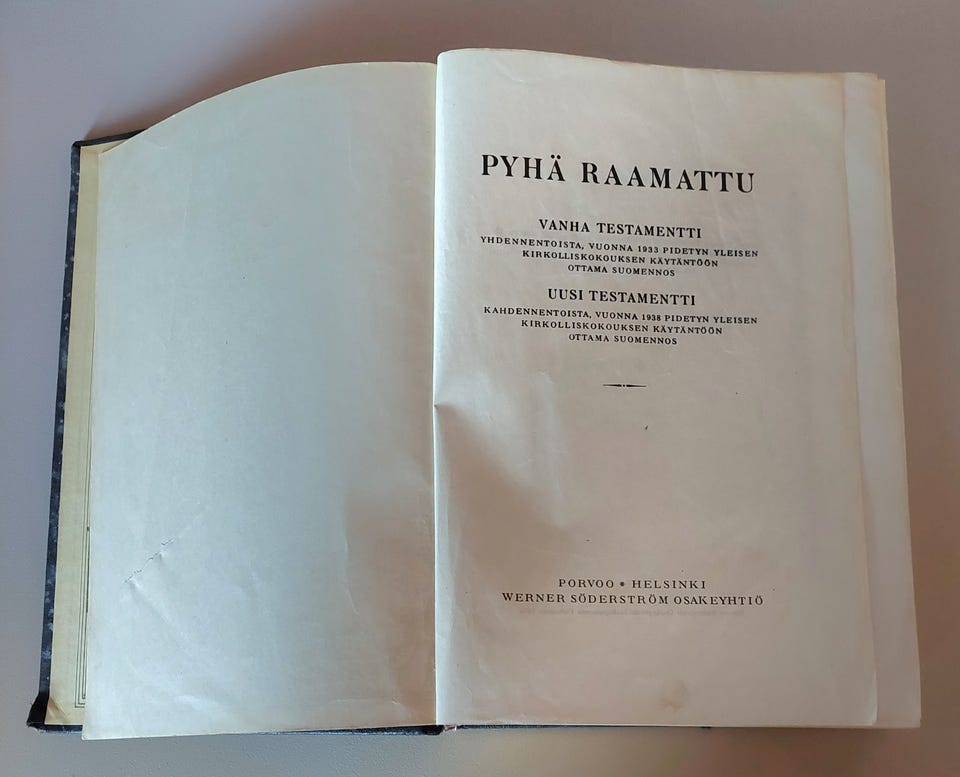 PYHÄ RAAMATTU
VANHA TESTAMENTTI
YHDENNENTOISTA, VUONNA 1933 PIDETYN YLEISEN
KIRKOLLISKOKOUKSEN KÄYTÄNTÖÖN
OTTAMA SUOMENNOS
UUSI TESTAMENTTI
KAHDENNENTOISTA, VUONNA 1938 PIDETYN YLEISEN
KIRKOLLISKOKOUKSEN KÄYTÄNTÖÖN
OTTAMA SUOMENNOS
PORVOO * HELSINKI
WERNER SÖDERSTRÖM OSAKEYHTIÖ